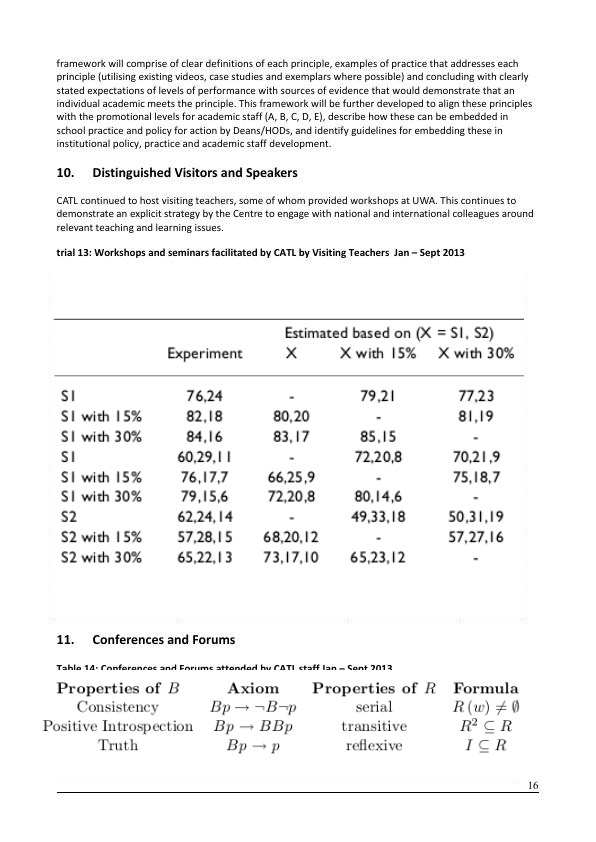 framework will comprise of clear definitions of each principle, examples of practice that addresses each
principle (utilising existing videos, case studies and exemplars where possible) and concluding with clearly
stated expectations of levels of performance with sources of evidence that would demonstrate that an
individual academic meets the principle. This framework will be further developed to align these principles
with the promotional levels for academic staff (A, B, C, D, E), describe how these can be embedded in
school practice and policy for action by Deans/HODs, and identify guidelines for embedding these in
institutional policy, practice and academic staff development.
10. Distinguished Visitors and Speakers
CATL continued to host visiting teachers, some of whom provided workshops at UWA. This continues to
demonstrate an explicit strategy by the Centre to engage with national and international colleagues around
relevant teaching and learning issues.
trial 13: Workshops and seminars facilitated by CATL by Visiting Teachers Jan – Sept 2013
Estimated based on (X = S1, S2)
Experiment X X with 15% X with 30%
S1 76,24 - 79,21 77,23
S1 with 15% 82,18 80,20 - 81,19
S1 with 30% 84,16 83,17 85,15 -
S1 60,29,11 - 72,20,8 70,21,9
S1 with 15% 76,17,7 66,25,9 - 75,18,7
S1 with 30% 79,15,6 72,20,8 80,14,6 -
S2 62,24,14 - 49,33,18 50,31,19
S2 with 15% 57,28,15 68,20,12 - 57,27,16
S2 with 30% 65,22,13 73,17,10 65,23,12 -
11. Conferences and Forums
Table 14: Conferences and Forums attended by CATL staff Jan – Sept 2013
Properties of B Axiom Properties of R Formula
Consistency Bp → ¬B¬p serial R (w) ≠ ∅
Positive Introspection Bp → BBp transitive R² ⊆ R
Truth Bp → p reflexive I ⊆ R
16